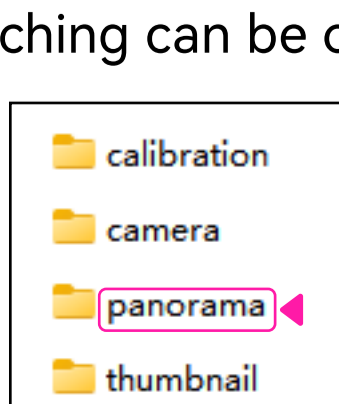 ching can be
calibration
camera
panorama
thumbnail